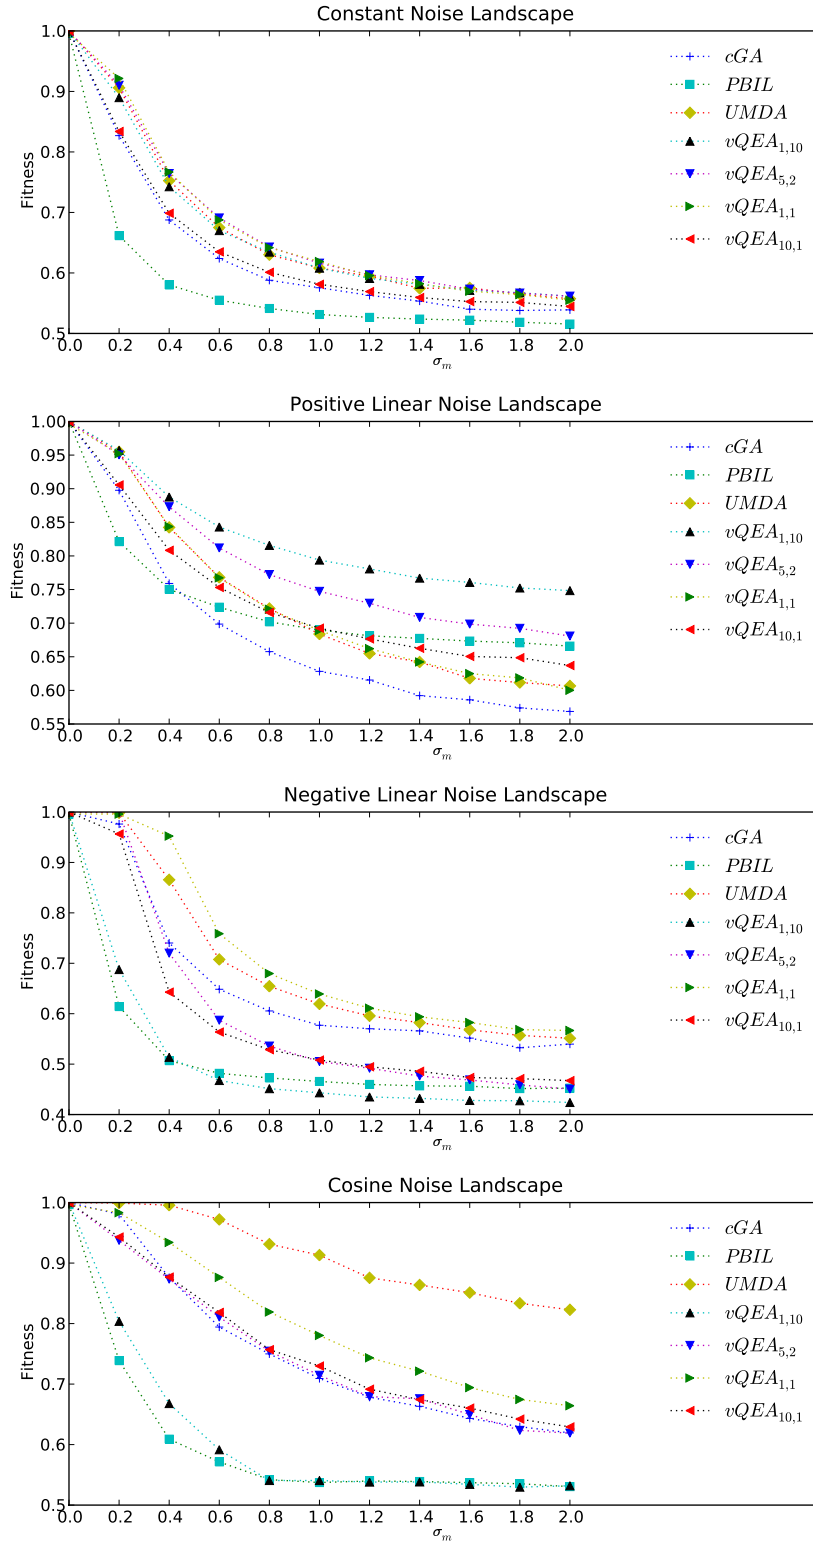 Constant Noise Landscape
1.0
0.9
0.8
0.7
0.6
0.5
Fitness
0.0 0.2 0.4 0.6 0.8 1.0 1.2 1.4 1.6 1.8 2.0
σm
cGA
PBIL
UMDA
vQEA1,10
vQEA5,2
vQEA1,1
vQEA10,1
Positive Linear Noise Landscape
1.00
0.95
0.90
0.85
0.80
0.75
0.70
0.65
0.60
0.55
Fitness
0.0 0.2 0.4 0.6 0.8 1.0 1.2 1.4 1.6 1.8 2.0
σm
cGA
PBIL
UMDA
vQEA1,10
vQEA5,2
vQEA1,1
vQEA10,1
Negative Linear Noise Landscape
1.0
0.9
0.8
0.7
0.6
0.5
0.4
Fitness
0.0 0.2 0.4 0.6 0.8 1.0 1.2 1.4 1.6 1.8 2.0
σm
cGA
PBIL
UMDA
vQEA1,10
vQEA5,2
vQEA1,1
vQEA10,1
Cosine Noise Landscape
1.0
0.9
0.8
0.7
0.6
0.5
Fitness
0.0 0.2 0.4 0.6 0.8 1.0 1.2 1.4 1.6 1.8 2.0
σm
cGA
PBIL
UMDA
vQEA1,10
vQEA5,2
vQEA1,1
vQEA10,1